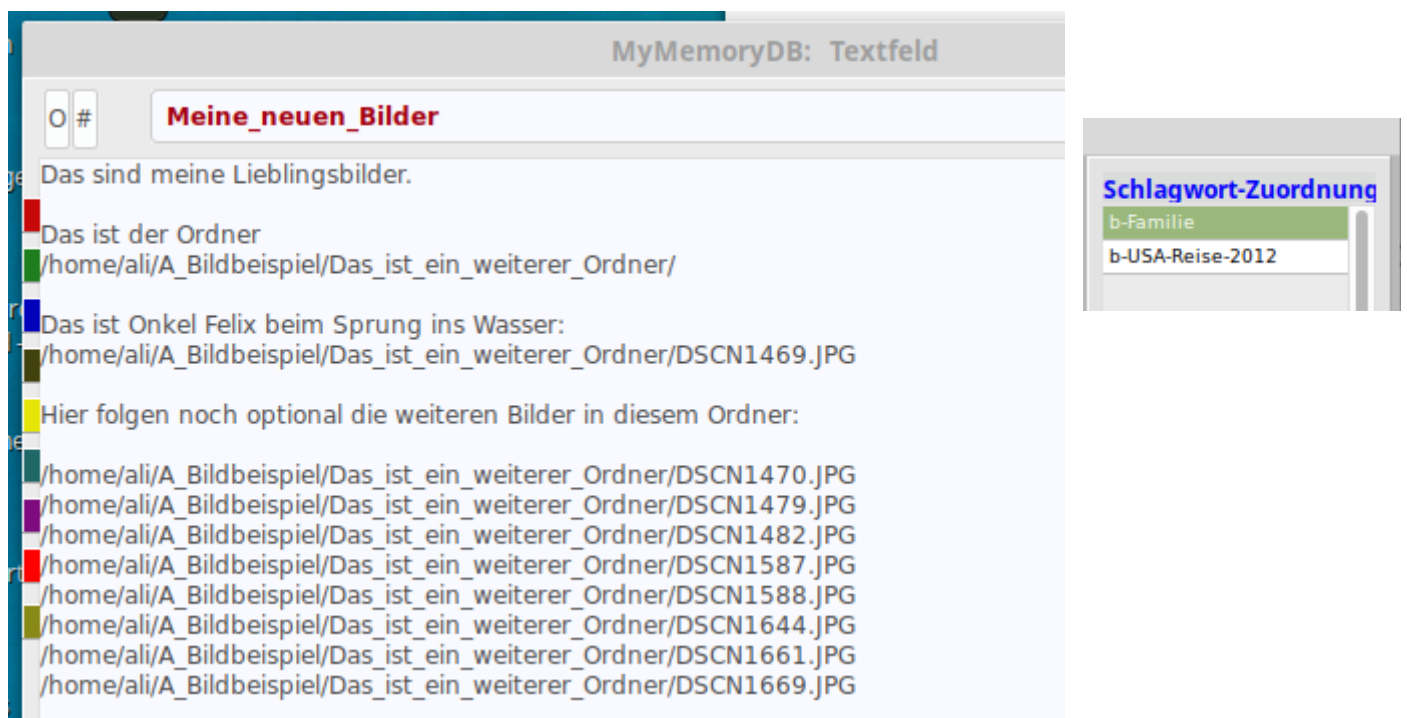 MyMemoryDB: Textfeld
O #
Meine_neuen_Bilder
Das sind meine Lieblingsbilder.
Das ist der Ordner
/home/ali/A_Bildbeispiel/Das_ist_ein_weiterer_Ordner/
Das ist Onkel Felix beim Sprung ins Wasser:
/home/ali/A_Bildbeispiel/Das_ist_ein_weiterer_Ordner/DSCN1469.JPG
Hier folgen noch optional die weiteren Bilder in diesem Ordner:
/home/ali/A_Bildbeispiel/Das_ist_ein_weiterer_Ordner/DSCN1470.JPG
/home/ali/A_Bildbeispiel/Das_ist_ein_weiterer_Ordner/DSCN1479.JPG
/home/ali/A_Bildbeispiel/Das_ist_ein_weiterer_Ordner/DSCN1482.JPG
/home/ali/A_Bildbeispiel/Das_ist_ein_weiterer_Ordner/DSCN1587.JPG
/home/ali/A_Bildbeispiel/Das_ist_ein_weiterer_Ordner/DSCN1588.JPG
/home/ali/A_Bildbeispiel/Das_ist_ein_weiterer_Ordner/DSCN1644.JPG
/home/ali/A_Bildbeispiel/Das_ist_ein_weiterer_Ordner/DSCN1661.JPG
/home/ali/A_Bildbeispiel/Das_ist_ein_weiterer_Ordner/DSCN1669.JPG
Schlagwort-Zuordnung
b-Familie
b-USA-Reise-2012